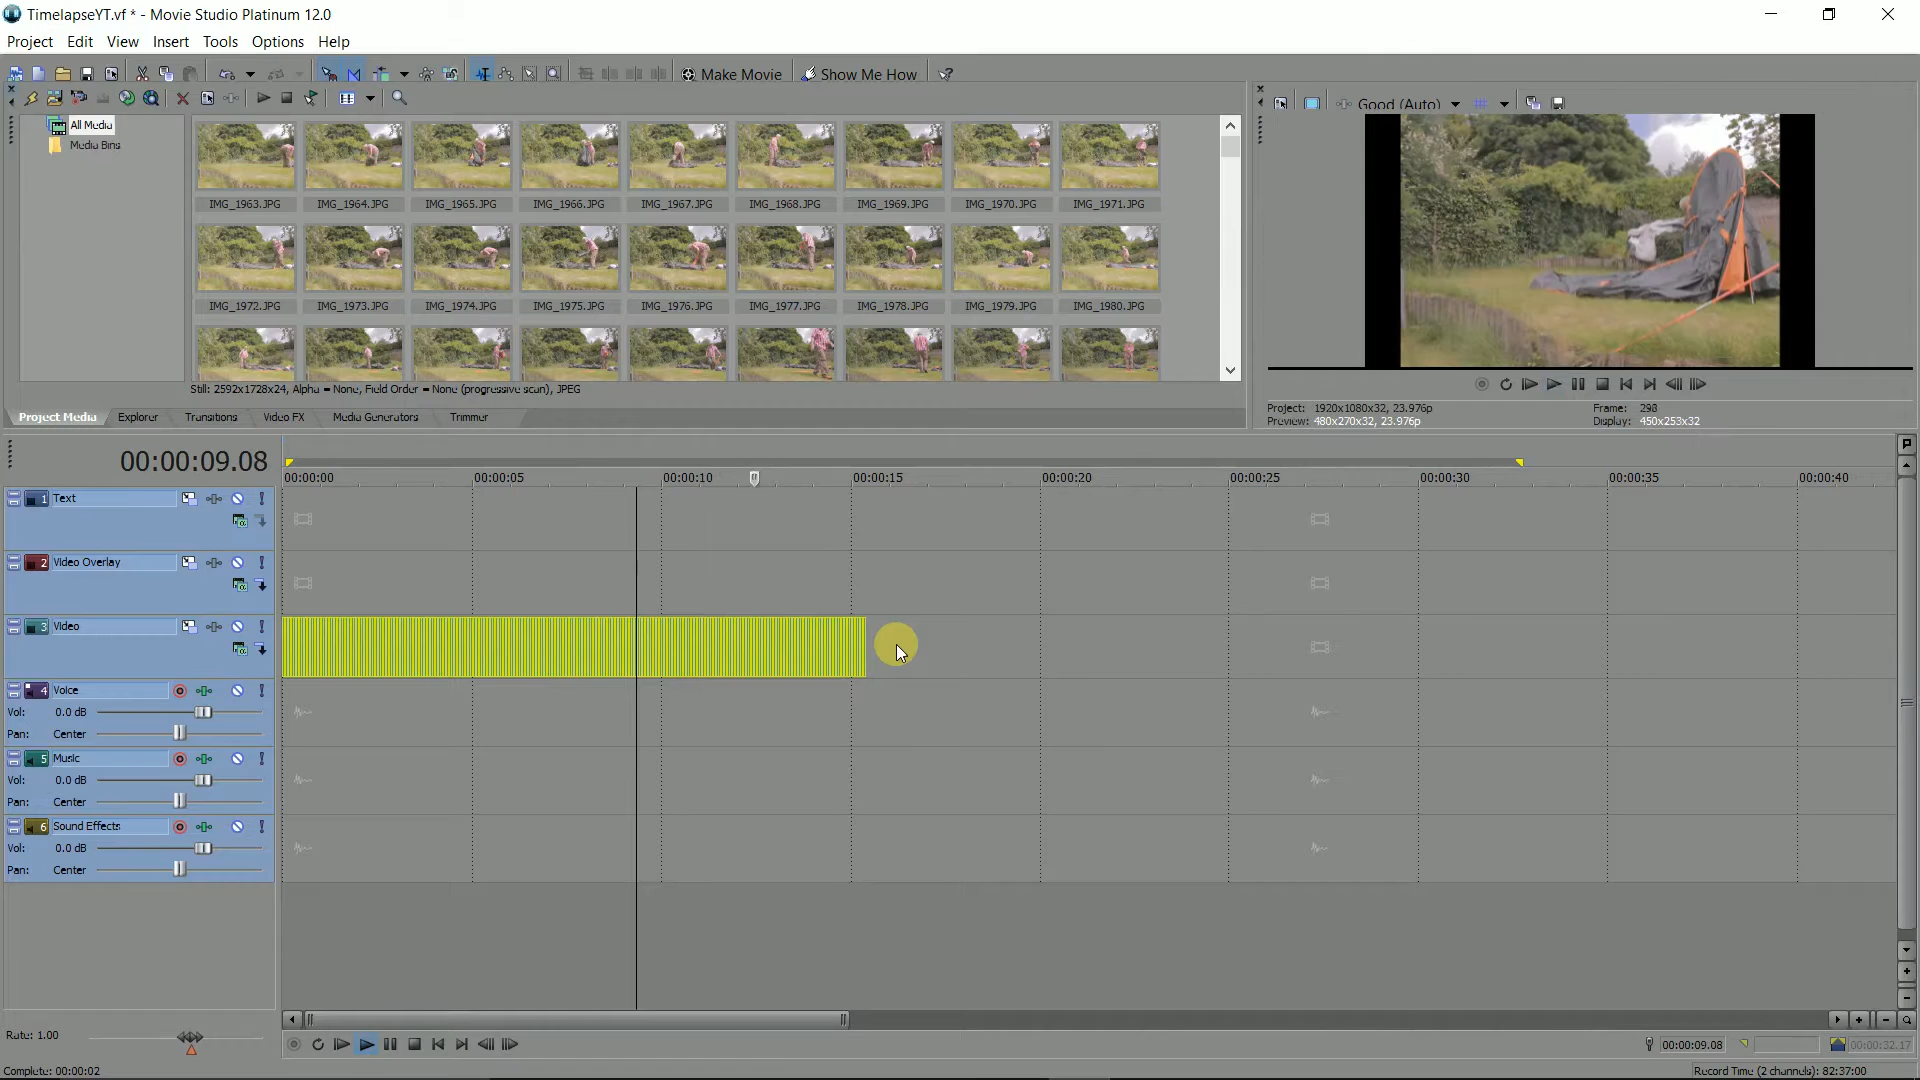 TimelapseYT.vf * - Movie Studio Platinum 12.0
Project Edit View Insert Tools Options Help
Make Movie Show Me How
Good (Auto)
All Media
Media Bins
IMG_1963.JPG IMG_1964.JPG IMG_1965.JPG IMG_1966.JPG IMG_1967.JPG IMG_1968.JPG IMG_1969.JPG IMG_1970.JPG IMG_1971.JPG
IMG_1972.JPG IMG_1973.JPG IMG_1974.JPG IMG_1975.JPG IMG_1976.JPG IMG_1977.JPG IMG_1978.JPG IMG_1979.JPG IMG_1980.JPG
Still: 2592x1728x24, Alpha = None, Field Order = None (progressive scan), JPEG
Project Media Explorer Transitions Video FX Media Generators Trimmer
Project: 1920x1080x32, 23.976p Frame: 298
Preview: 480x270x32, 23.976p Display: 450x253x32
00:00:09.08
00:00:00 00:00:05 00:00:10 00:00:15 00:00:20 00:00:25 00:00:30 00:00:35 00:00:40
1 Text
2 Video Overlay
3 Video
4 Voice
Vol: 0.0 dB
Pan: Center
5 Music
Vol: 0.0 dB
Pan: Center
6 Sound Effects
Vol: 0.0 dB
Pan: Center
Rate: 1.00
00:00:09.08 00:00:32.17
Complete: 00:00:02 Record Time (2 channels): 82:37:00